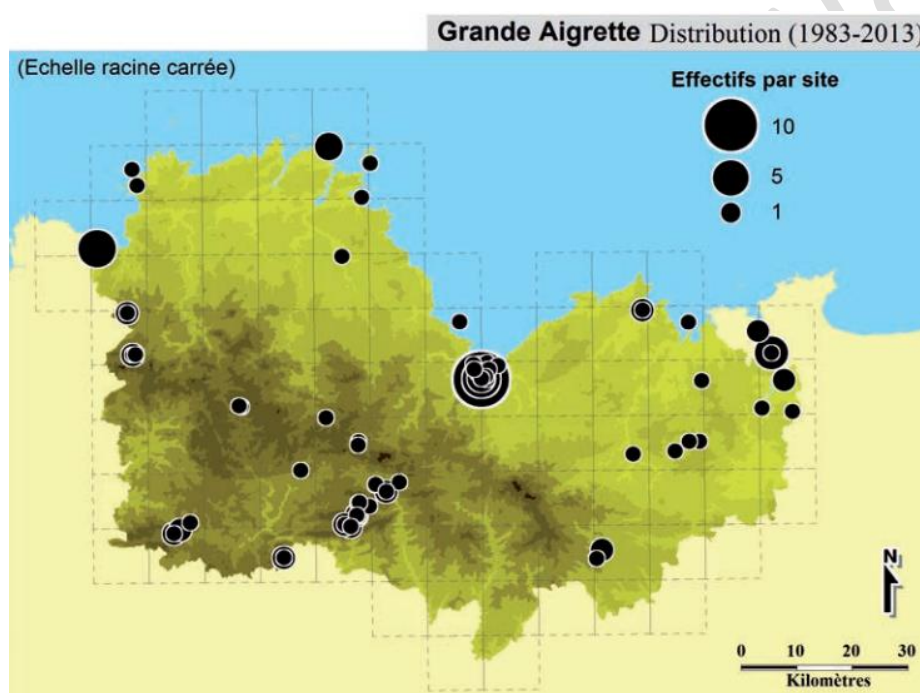 Grande Aigrette Distribution (1983-2013)
(Echelle racine carrée)
Effectifs par site
10
5
1
N
0 10 20 30
Kilomètres